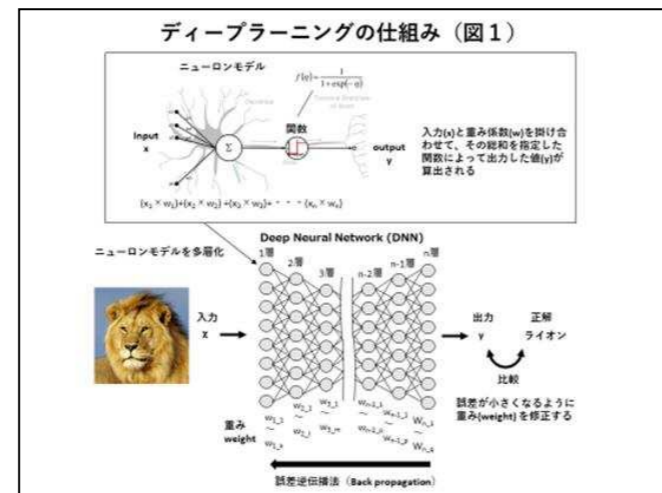 ディープラーニングの仕組み（図１）
ニューロンモデル
f(q)=1/(1+exp(-q))
Input
x
Σ
関数
output
y
入力(x)と重み係数(w)を掛け合
わせて、その総和を指定した
関数によって出力した値(y)が
算出される
(x₁×w₁)+(x₂×w₂)+(x₃×w₃)+ - - - (xₙ×wₙ)
ニューロンモデルを多層化
Deep Neural Network (DNN)
1層
2層
3層
n-2層
n-1層
n層
入力
χ
出力
y
正解
ライオン
比較
誤差が小さくなるように
重み(weight)を修正する
重み
weight
誤差逆伝播法（Back propagation）